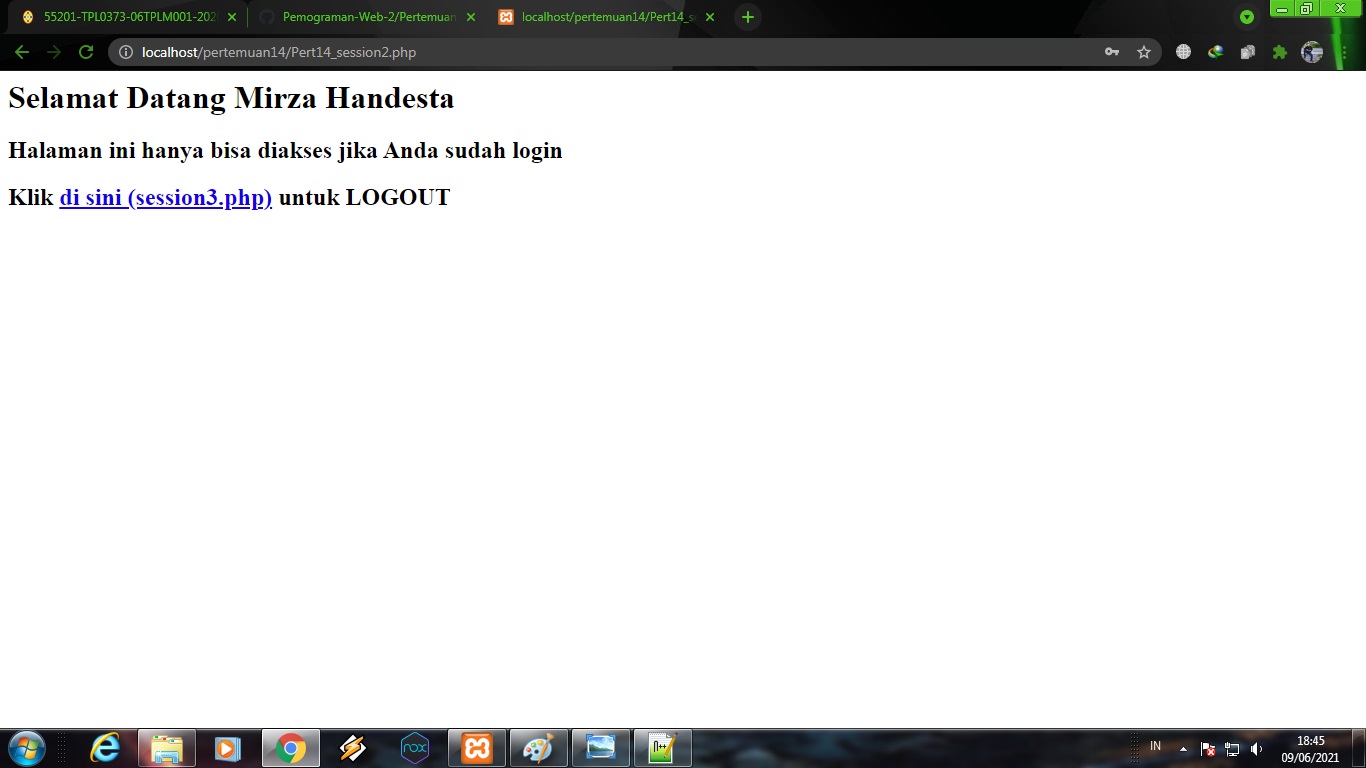 55201-TPL0373-06TPLM001-202
Pemograman-Web-2/Pertemuan
localhost/pertemuan14/Pert14_se
localhost/pertemuan14/Pert14_session2.php
Selamat Datang Mirza Handesta
Halaman ini hanya bisa diakses jika Anda sudah login
Klik di sini (session3.php) untuk LOGOUT
nox
N++
IN
18:45
09/06/2021